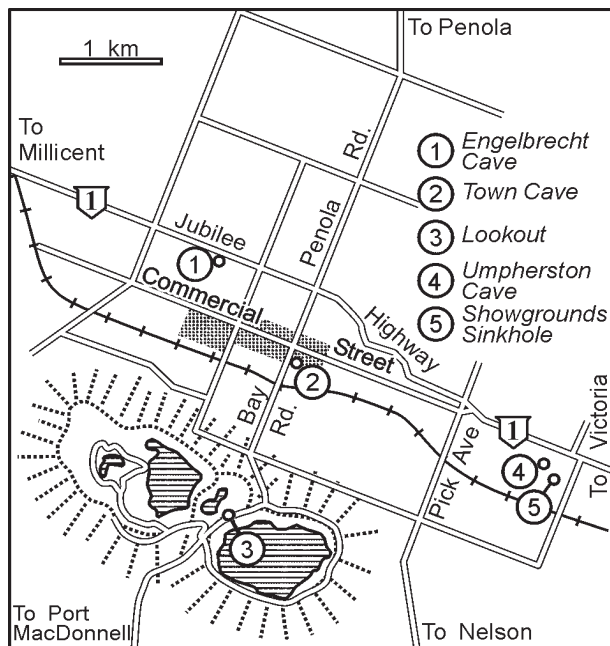 To Penola
1 km
To
Millicent
Rd.
1 Engelbrecht
Cave
2 Town Cave
3 Lookout
4 Umpherston
Cave
5 Showgrounds
Sinkhole
1
Jubilee
Penola
Highway
1
Commercial
Street
2
Bay
Rd.
Pick Ave
1
To Victoria
4
5
3
To Port
MacDonnell
To Nelson